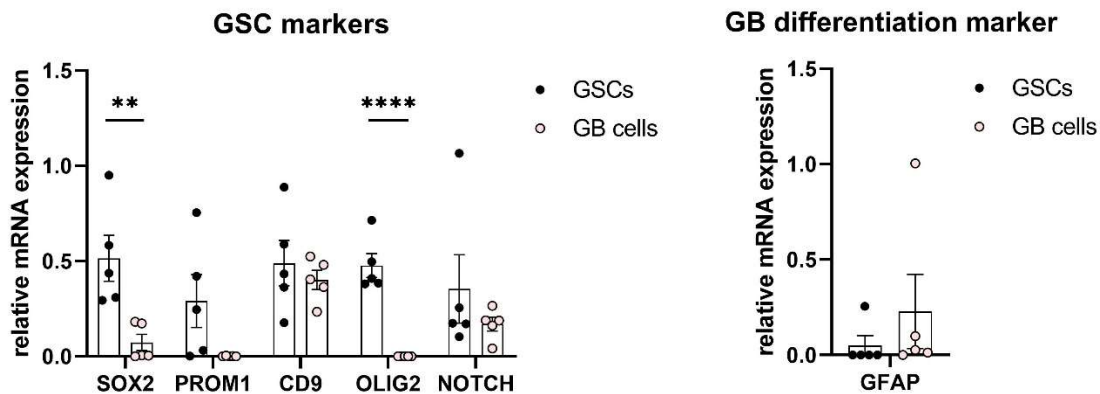 GSC markers
relative mRNA expression
1.5
1.0
0.5
0.0
**
****
GSCs
GB cells
SOX2 PROM1 CD9 OLIG2 NOTCH
GB differentiation marker
relative mRNA expression
1.5
1.0
0.5
0.0
GSCs
GB cells
GFAP